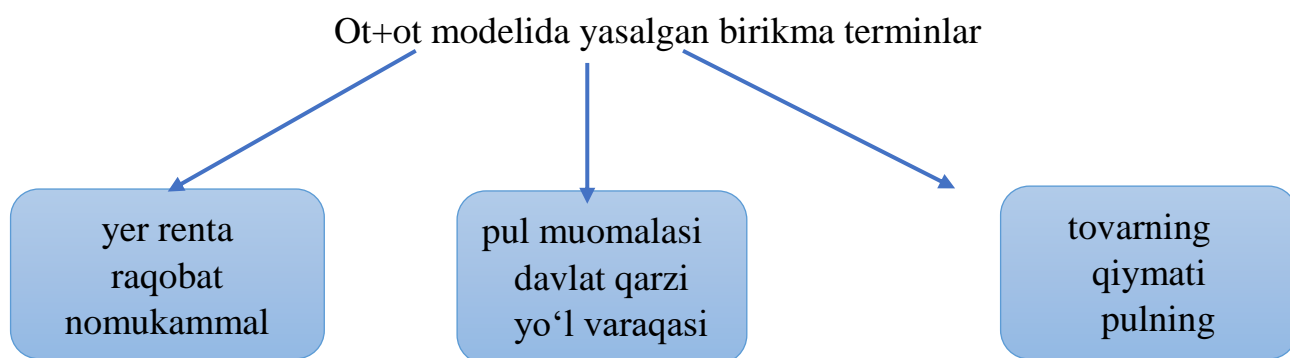 Ot+ot modelida yasalgan birikma terminlar
yer renta
raqobat
nomukammal
pul muomalasi
davlat qarzi
yo‘l varaqasi
tovarning
qiymati
pulning